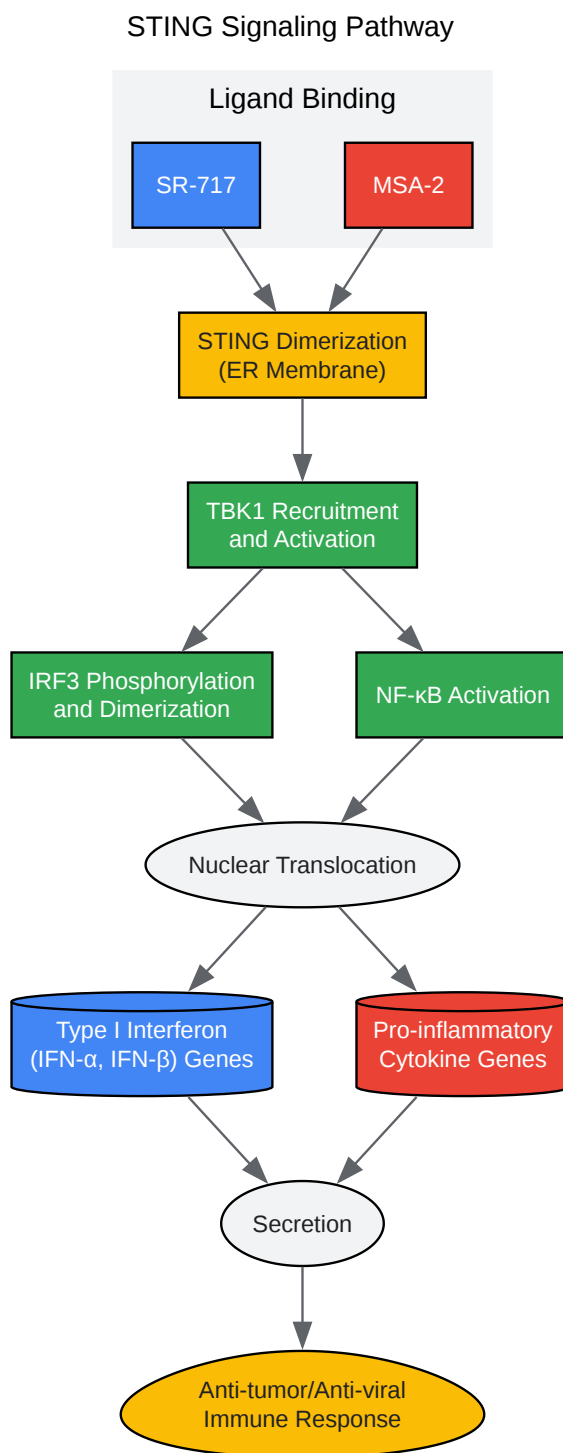 STING Signaling Pathway
Ligand Binding
SR-717
MSA-2
STING Dimerization
(ER Membrane)
TBK1 Recruitment
and Activation
IRF3 Phosphorylation
and Dimerization
NF-κB Activation
Nuclear Translocation
Type I Interferon
(IFN-α, IFN-β) Genes
Pro-inflammatory
Cytokine Genes
Secretion
Anti-tumor/Anti-viral
Immune Response